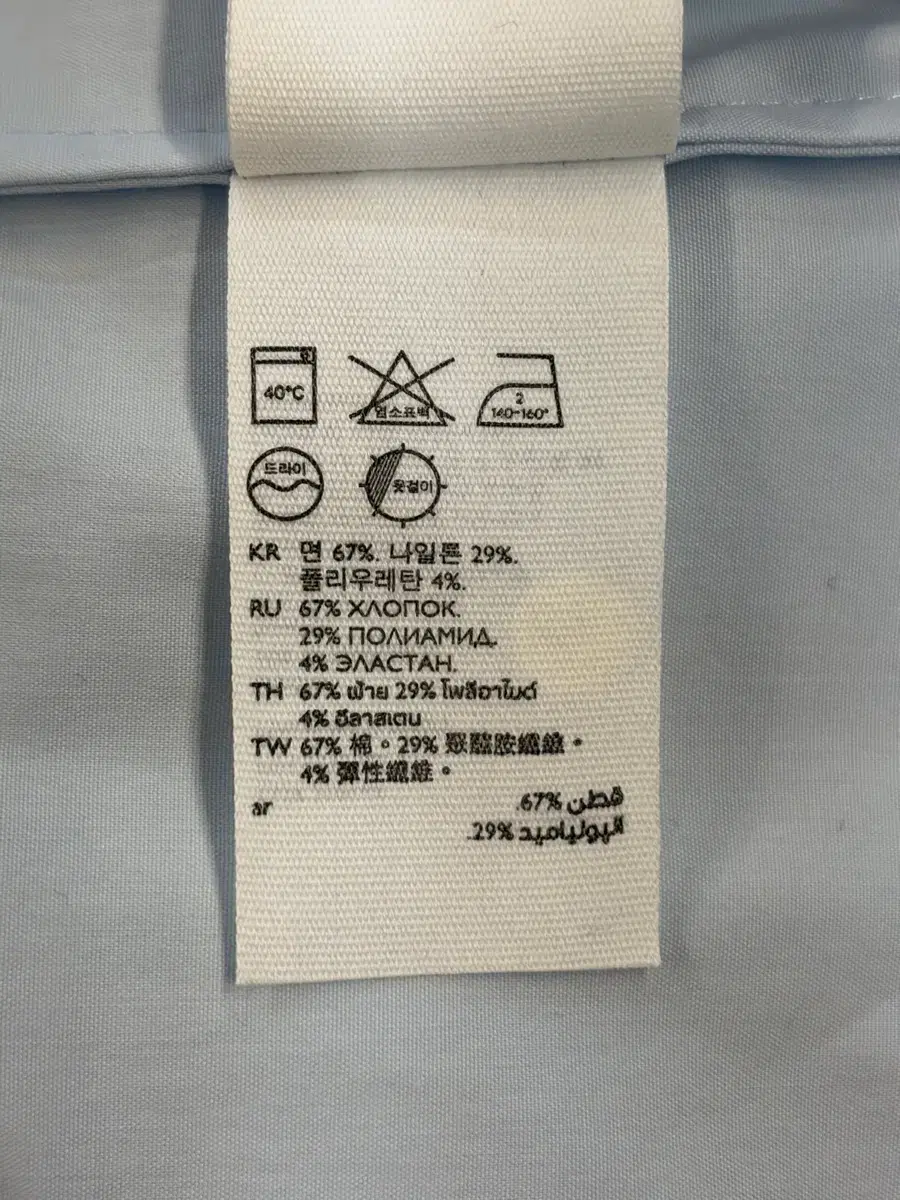 40°C
염소표백
2
140-160°
드라이
옷걸이
KR 면 67%. 나일론 29%.
폴리우레탄 4%.
RU 67% ХЛОПОК.
29% ПОЛИАМИД.
4% ЭЛАСТАН.
TH 67% ฝ้าย 29% โพลีอาไมด์
4% อีลาสเตน
TW 67% 棉。29% 聚醯胺纖維。
4% 彈性纖維。
ar قطن 67%.
البولياميد 29%.